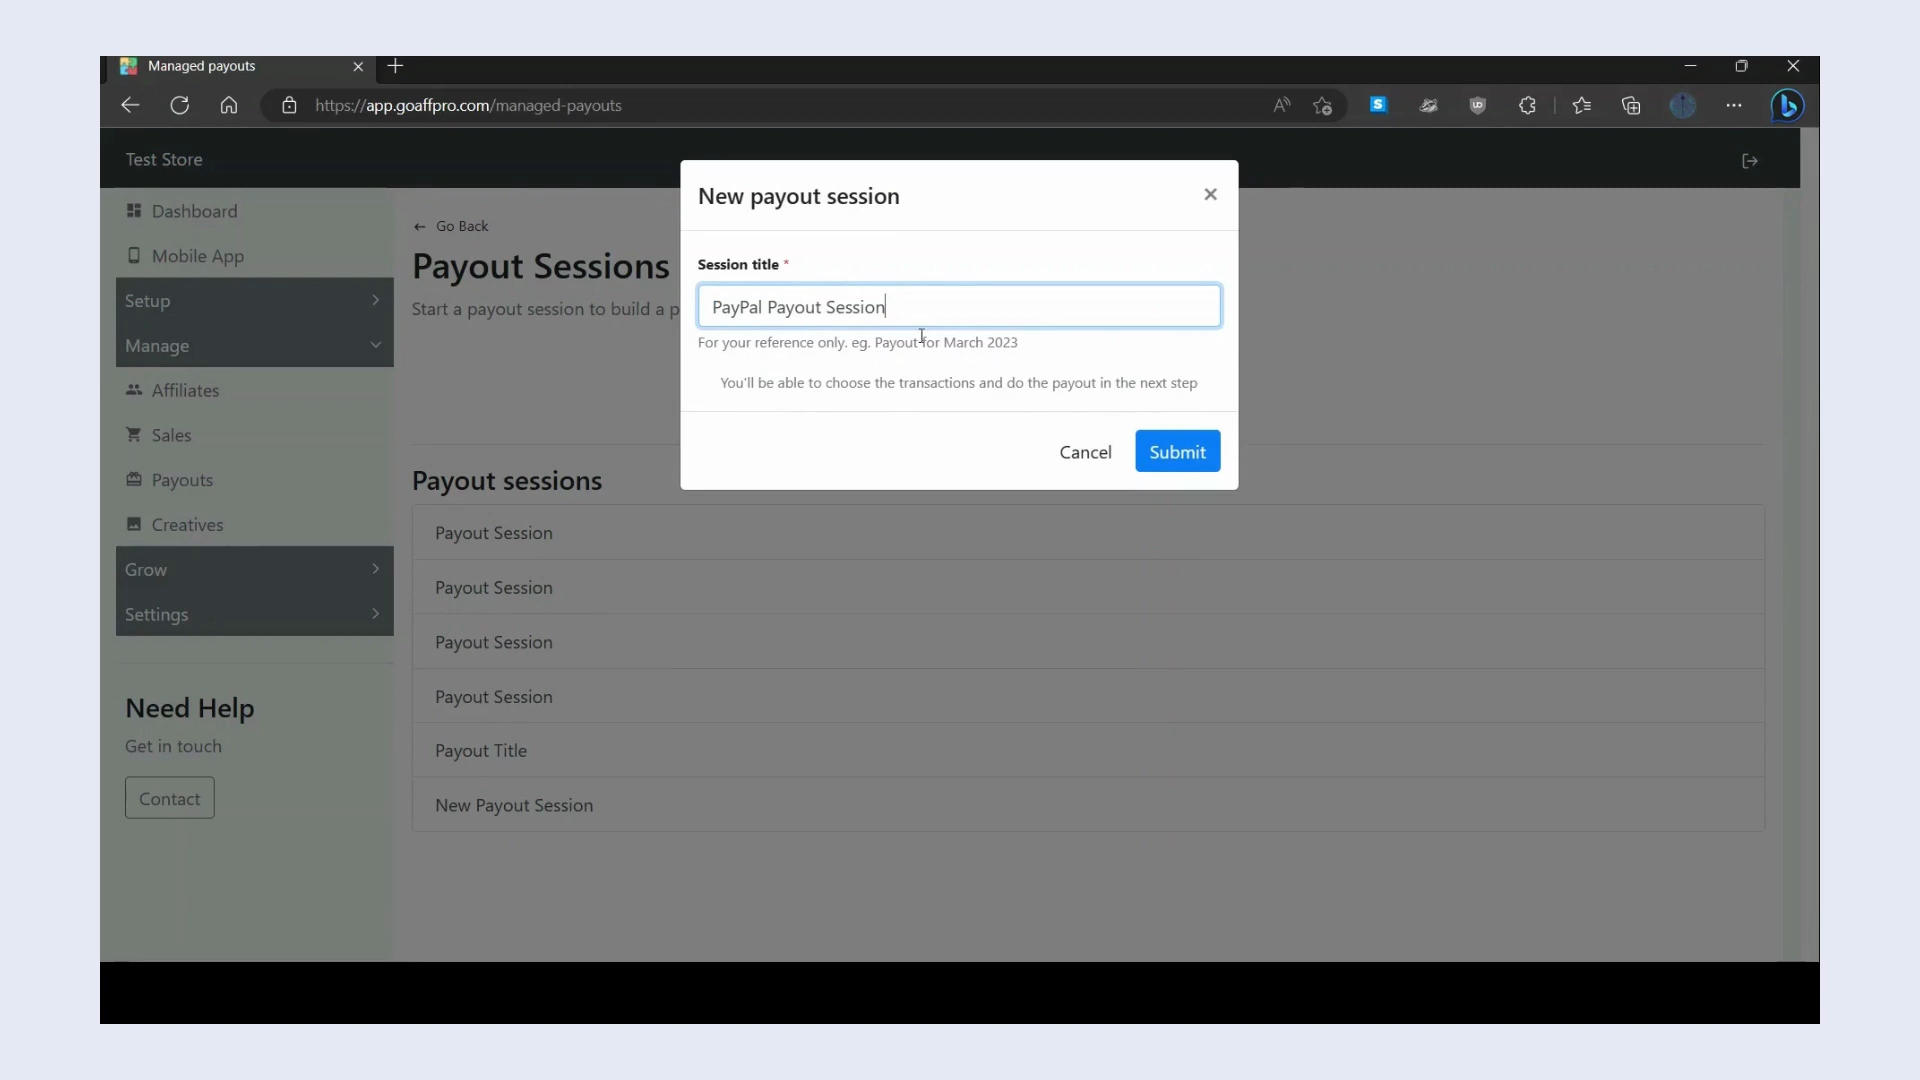 Managed payouts
https://app.goaffpro.com/managed-payouts
Test Store
Dashboard
Mobile App
Setup
Manage
Affiliates
Sales
Payouts
Creatives
Grow
Settings
Need Help
Get in touch
Contact
Go Back
Payout Sessions
Start a payout session to build a p
New payout session
Session title *
PayPal Payout Session
For your reference only. eg. Payout for March 2023
You'll be able to choose the transactions and do the payout in the next step
Cancel
Submit
Payout sessions
Payout Session
Payout Session
Payout Session
Payout Session
Payout Title
New Payout Session